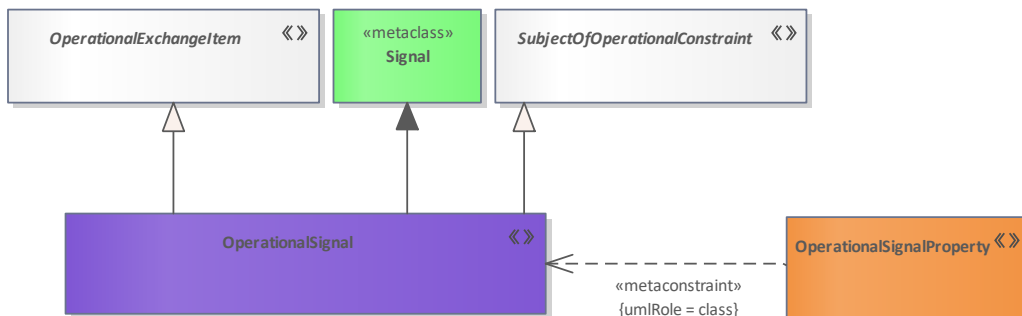 OperationalExchangeItem «»
«metaclass»
Signal
SubjectOfOperationalConstraint «»
OperationalSignal «»
OperationalSignalProperty «»
«metaconstraint»
{umlRole = class}